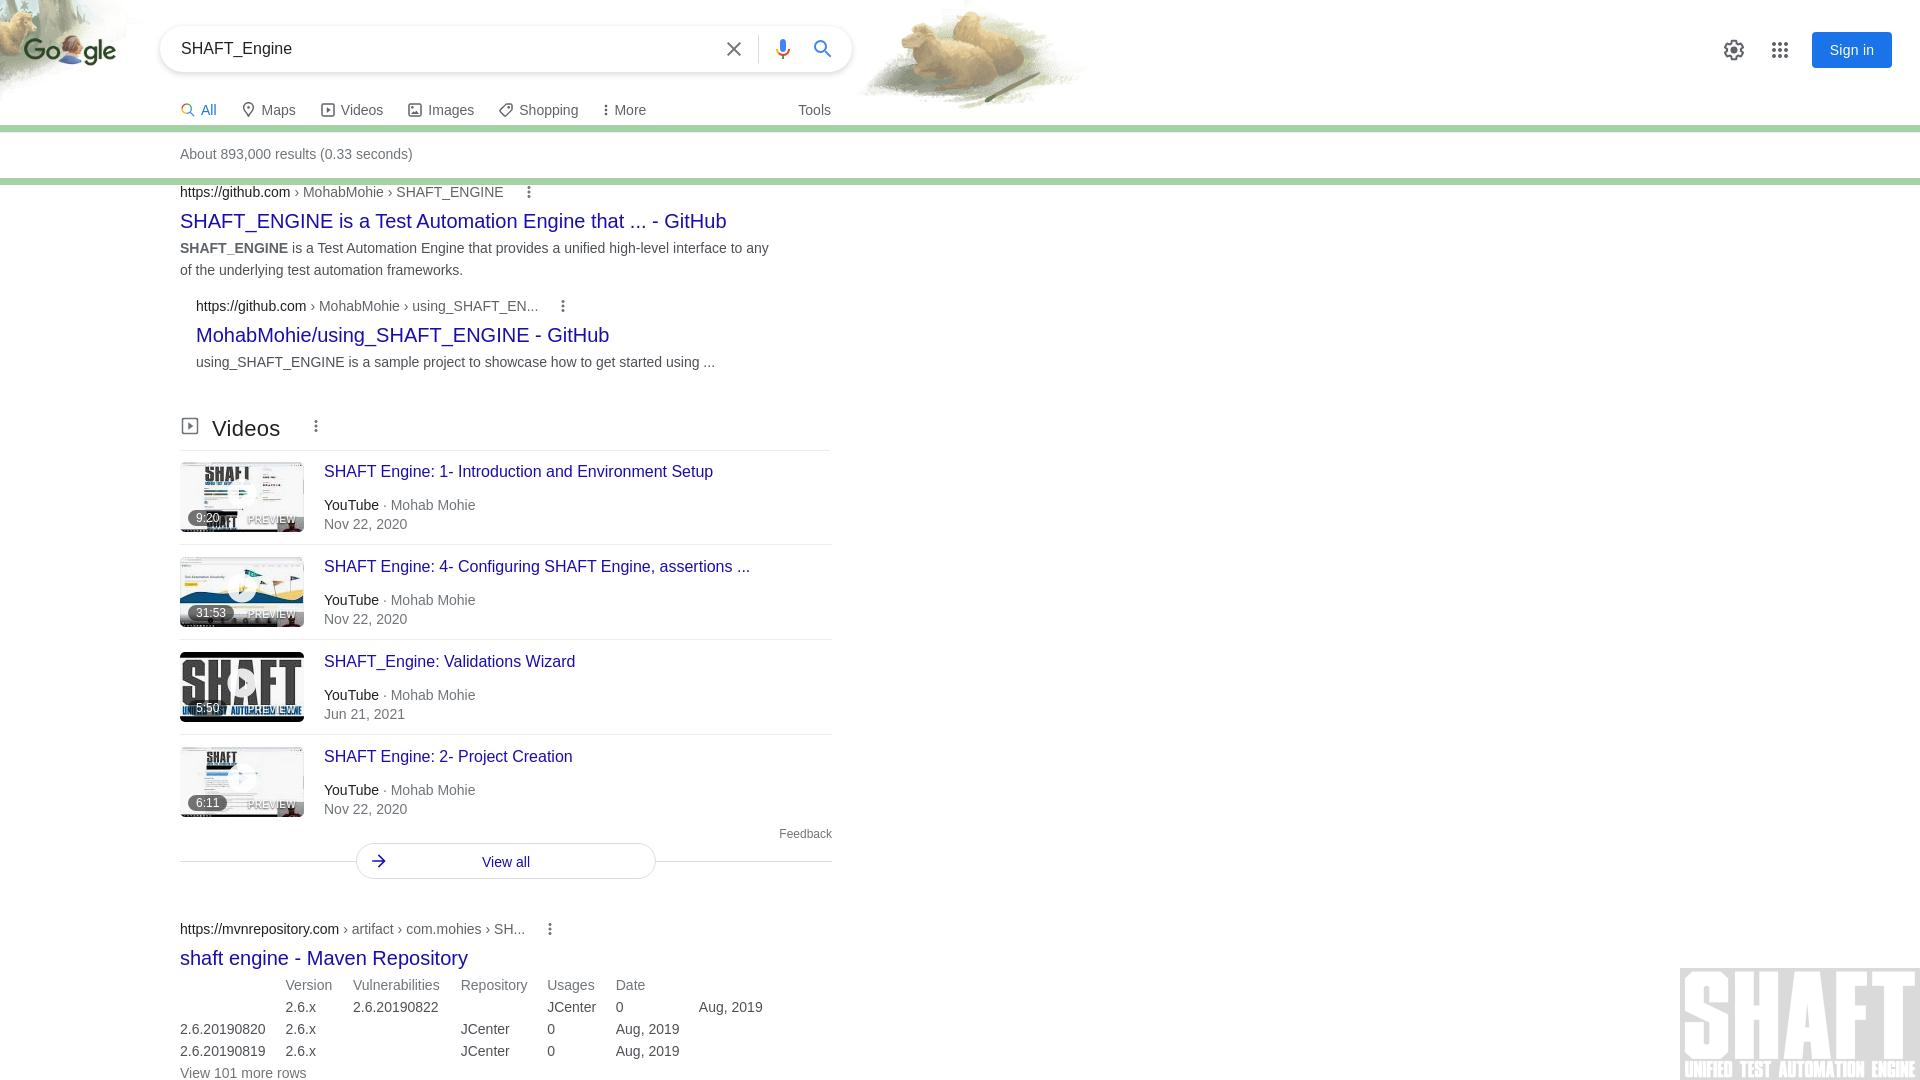 Google
SHAFT_Engine
Sign in
All Maps Videos Images Shopping More Tools
About 893,000 results (0.33 seconds)
https://github.com › MohabMohie › SHAFT_ENGINE
SHAFT_ENGINE is a Test Automation Engine that ... - GitHub
SHAFT_ENGINE is a Test Automation Engine that provides a unified high-level interface to any
of the underlying test automation frameworks.
https://github.com › MohabMohie › using_SHAFT_EN...
MohabMohie/using_SHAFT_ENGINE - GitHub
using_SHAFT_ENGINE is a sample project to showcase how to get started using ...
Videos
SHAFT
9:20 PREVIEW
SHAFT Engine: 1- Introduction and Environment Setup
YouTube · Mohab Mohie
Nov 22, 2020
31:53 PREVIEW
SHAFT Engine: 4- Configuring SHAFT Engine, assertions ...
YouTube · Mohab Mohie
Nov 22, 2020
SHAFT
UNIFIED TEST AUTOMATION ENGINE
5:50 PREVIEW
SHAFT_Engine: Validations Wizard
YouTube · Mohab Mohie
Jun 21, 2021
SHAFT
6:11 PREVIEW
SHAFT Engine: 2- Project Creation
YouTube · Mohab Mohie
Nov 22, 2020
Feedback
View all
https://mvnrepository.com › artifact › com.mohies › SH...
shaft engine - Maven Repository
Version Vulnerabilities Repository Usages Date
2.6.x 2.6.20190822 JCenter 0 Aug, 2019
2.6.20190820 2.6.x JCenter 0 Aug, 2019
2.6.20190819 2.6.x JCenter 0 Aug, 2019
View 101 more rows
SHAFT
UNIFIED TEST AUTOMATION ENGINE